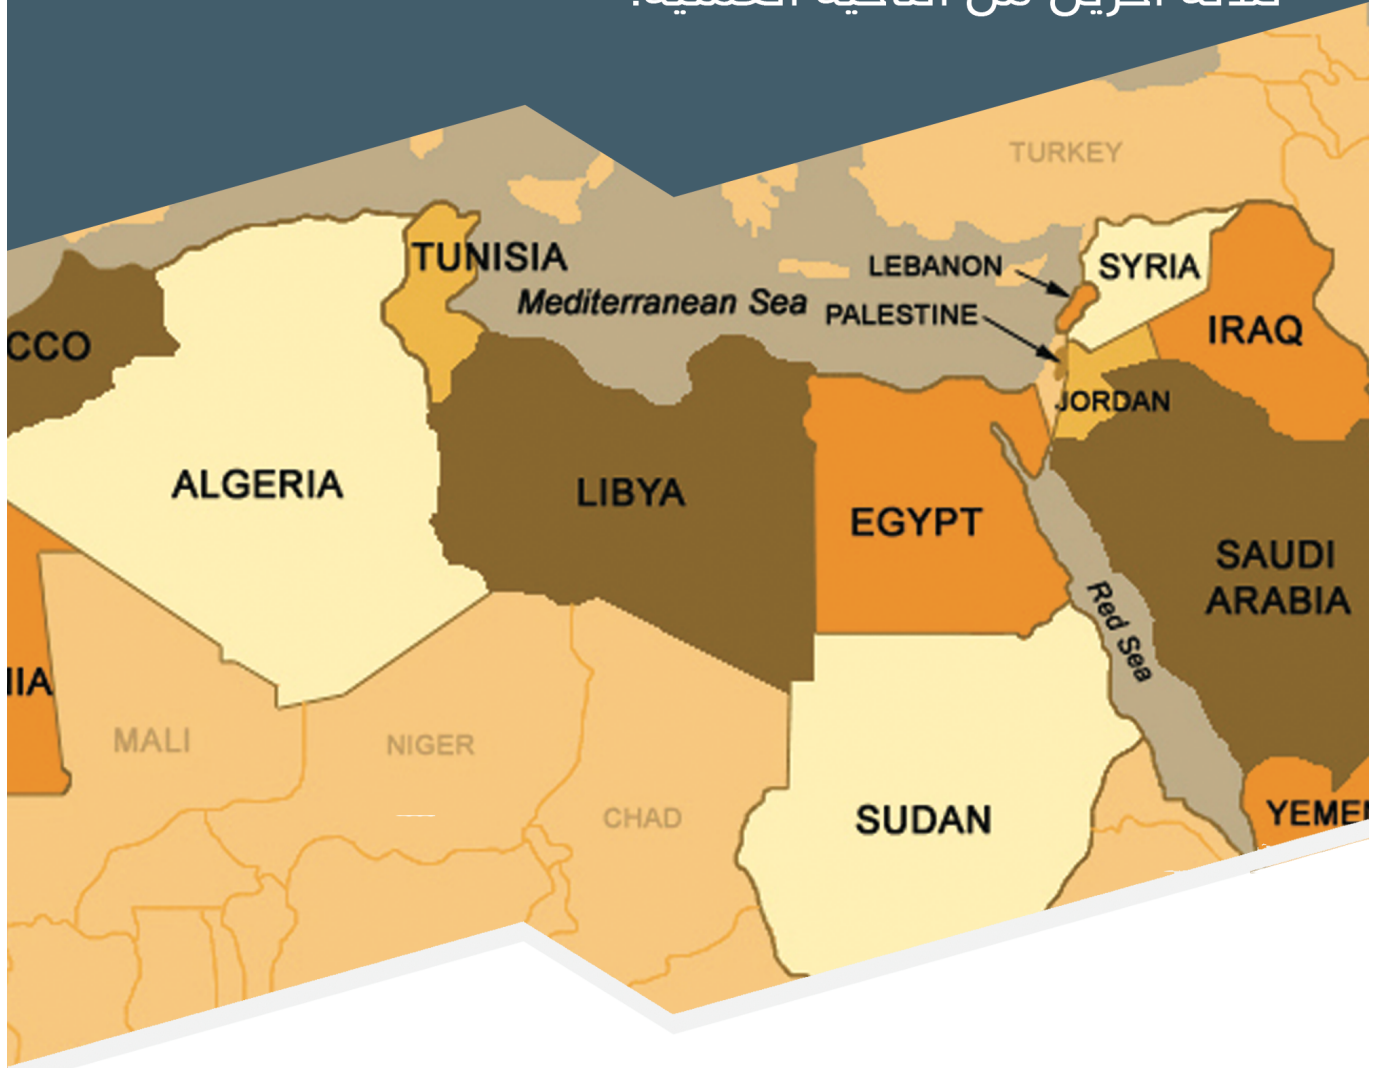 TURKEY
TUNISIA
LEBANON
SYRIA
Mediterranean Sea
PALESTINE
IRAQ
CCO
JORDAN
ALGERIA
LIBYA
EGYPT
SAUDI
ARABIA
Red Sea
IIA
MALI
NIGER
CHAD
SUDAN
YEME